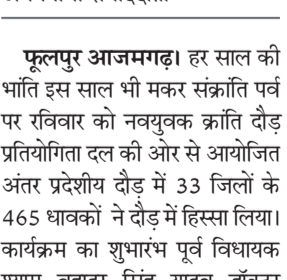 फूलपुर आजमगढ़। हर साल की
भांति इस साल भी मकर संक्रांति पर्व
पर रविवार को नवयुवक क्रांति दौड़
प्रतियोगिता दल की ओर से आयोजित
अंतर प्रदेशीय दौड़ में 33 जिलों के
465 धावकों ने दौड़ में हिस्सा लिया।
कार्यक्रम का शुभारंभ पूर्व विधायक